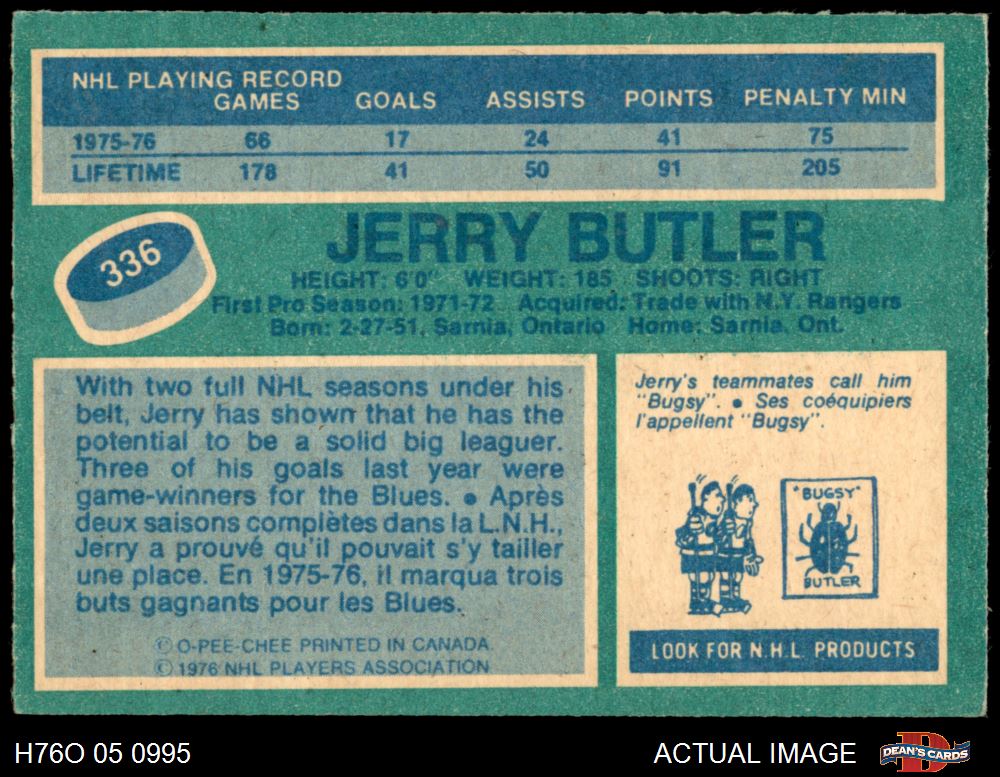 NHL PLAYING RECORD
GAMES GOALS ASSISTS POINTS PENALTY MIN
1975-76 66 17 24 41 75
LIFETIME 178 41 50 91 205
336
JERRY BUTLER
HEIGHT: 6'0" WEIGHT: 185 SHOOTS: RIGHT
First Pro Season: 1971-72 Acquired: Trade with N.Y. Rangers
Born: 2-27-51, Sarnia, Ontario Home: Sarnia, Ont.
With two full NHL seasons under his
belt, Jerry has shown that he has the
potential to be a solid big leaguer.
Three of his goals last year were
game-winners for the Blues. ● Après
deux saisons complètes dans la L.N.H.,
Jerry a prouvé qu'il pouvait s'y tailler
une place. En 1975-76, il marqua trois
buts gagnants pour les Blues.
© O-PEE-CHEE PRINTED IN CANADA.
© 1976 NHL PLAYERS ASSOCIATION
Jerry's teammates call him
"Bugsy". ● Ses coéquipiers
l'appellent "Bugsy".
"BUGSY"
BUTLER
LOOK FOR N.H.L. PRODUCTS
H76O 05 0995
ACTUAL IMAGE
DEAN'S CARDS